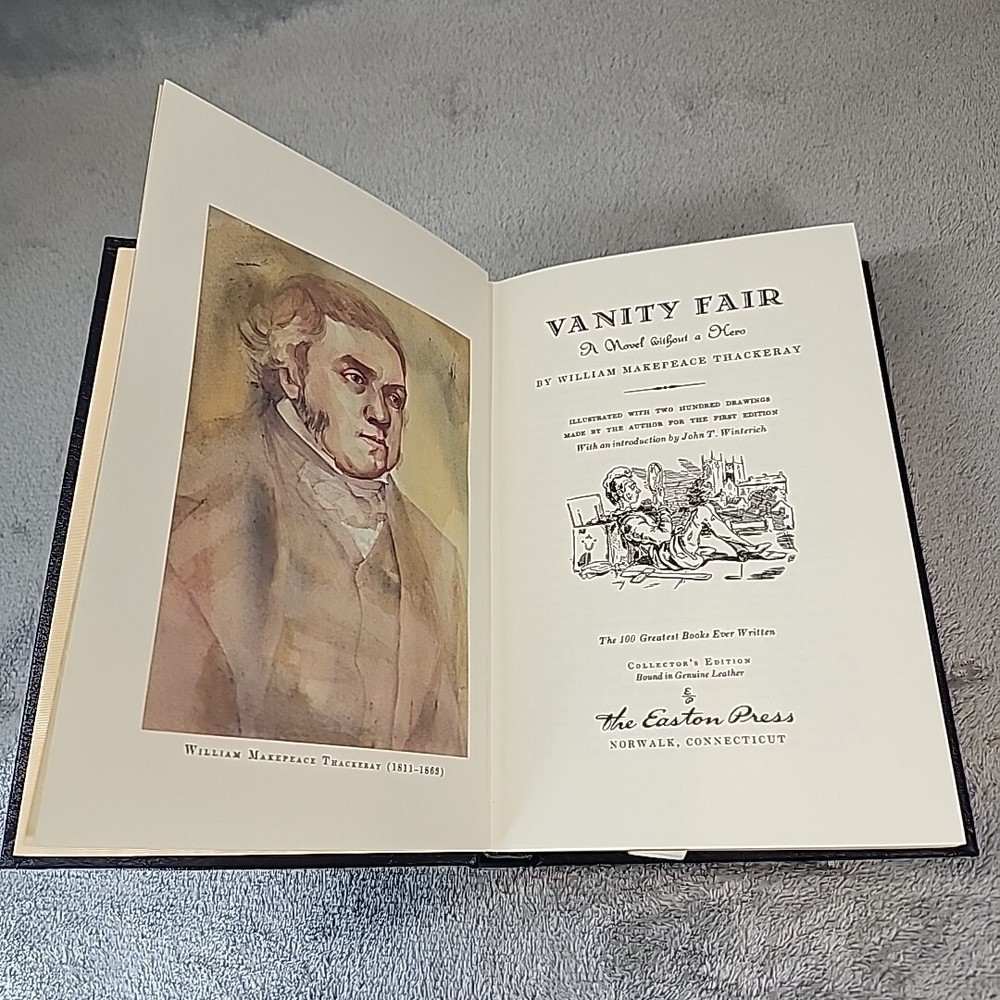 WILLIAM MAKEPEACE THACKERAY (1811–1863)
VANITY FAIR
A Novel without a Hero
BY WILLIAM MAKEPEACE THACKERAY
ILLUSTRATED WITH TWO HUNDRED DRAWINGS
MADE BY THE AUTHOR FOR THE FIRST EDITION
With an introduction by John T. Winterich
The 100 Greatest Books Ever Written
COLLECTOR'S EDITION
Bound in Genuine Leather
E
P
The Easton Press
NORWALK, CONNECTICUT